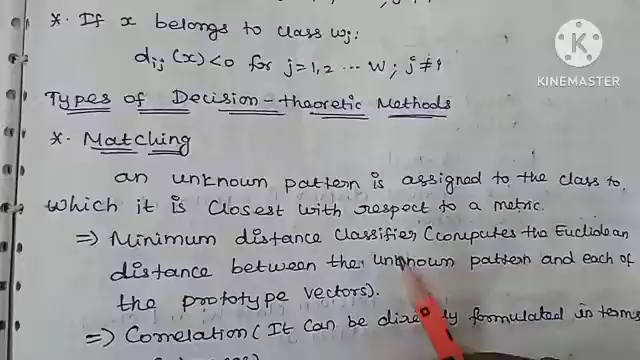 *. If x belongs to class wj:
dij(x)<0 for j=1,2 ... W; j≠i
KINEMASTER
Types of Decision-theoretic Methods
*. Matching
an unknown pattern is assigned to the class to
which it is closest with respect to a metric.
=> Minimum distance classifier (computes the Euclidean
distance between the unknown pattern and each of
the prototype vectors).
=> Correlation (It can be directly formulated in terms